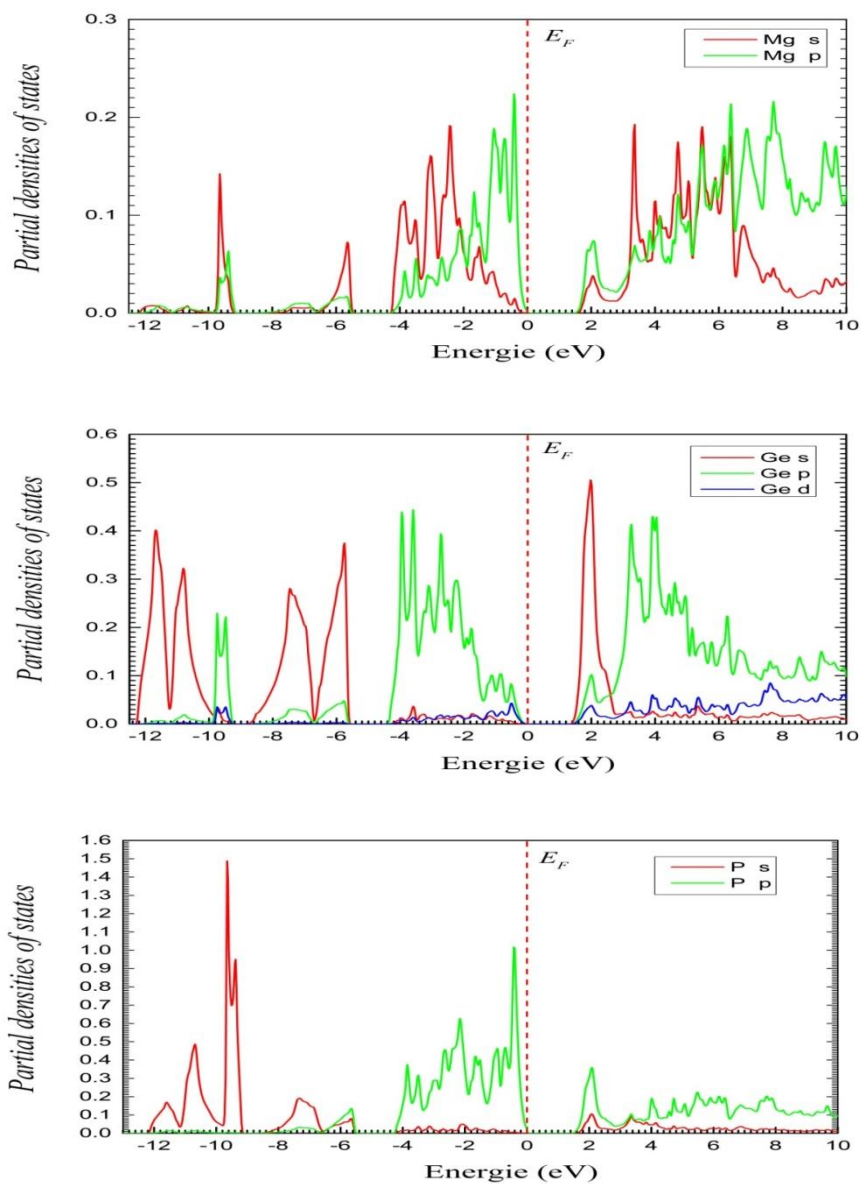 Partial densities of states
0.3
0.2
0.1
0.0
E_F
Mg s
Mg p
-12 -10 -8 -6 -4 -2 0 2 4 6 8 10
Energie (eV)
Partial densities of states
0.6
0.5
0.4
0.3
0.2
0.1
0.0
E_F
Ge s
Ge p
Ge d
-12 -10 -8 -6 -4 -2 0 2 4 6 8 10
Energie (eV)
Partial densities of states
1.6
1.5
1.4
1.3
1.2
1.1
1.0
0.9
0.8
0.7
0.6
0.5
0.4
0.3
0.2
0.1
0.0
E_F
P s
P p
-12 -10 -8 -6 -4 -2 0 2 4 6 8 10
Energie (eV)